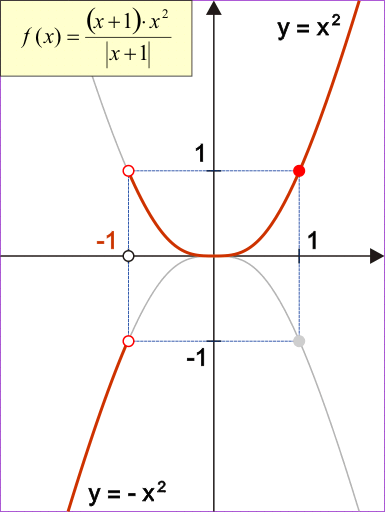 f (x) = (x+1)·x² / |x+1|
y = x²
1
-1
1
-1
y = - x²